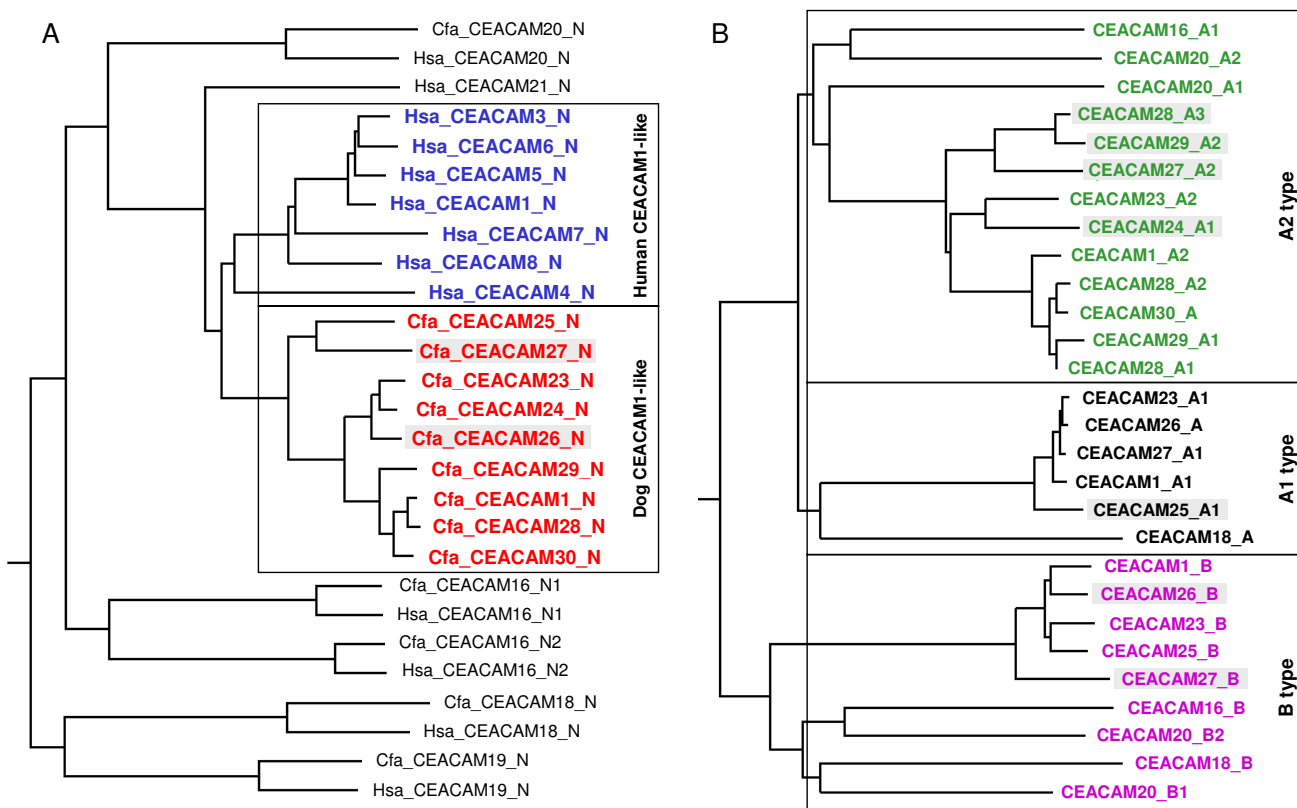 A
Cfa_CEACAM20_N
Hsa_CEACAM20_N
Hsa_CEACAM21_N
Hsa_CEACAM3_N
Hsa_CEACAM6_N
Hsa_CEACAM5_N
Hsa_CEACAM1_N
Hsa_CEACAM7_N
Hsa_CEACAM8_N
Hsa_CEACAM4_N
Human CEACAM1-like
Cfa_CEACAM25_N
Cfa_CEACAM27_N
Cfa_CEACAM23_N
Cfa_CEACAM24_N
Cfa_CEACAM26_N
Cfa_CEACAM29_N
Cfa_CEACAM1_N
Cfa_CEACAM28_N
Cfa_CEACAM30_N
Dog CEACAM1-like
Cfa_CEACAM16_N1
Hsa_CEACAM16_N1
Cfa_CEACAM16_N2
Hsa_CEACAM16_N2
Cfa_CEACAM18_N
Hsa_CEACAM18_N
Cfa_CEACAM19_N
Hsa_CEACAM19_N
B
CEACAM16_A1
CEACAM20_A2
CEACAM20_A1
CEACAM28_A3
CEACAM29_A2
CEACAM27_A2
CEACAM23_A2
CEACAM24_A1
CEACAM1_A2
CEACAM28_A2
CEACAM30_A
CEACAM29_A1
CEACAM28_A1
A2 type
CEACAM23_A1
CEACAM26_A
CEACAM27_A1
CEACAM1_A1
CEACAM25_A1
CEACAM18_A
A1 type
CEACAM1_B
CEACAM26_B
CEACAM23_B
CEACAM25_B
CEACAM27_B
CEACAM16_B
CEACAM20_B2
CEACAM18_B
CEACAM20_B1
B type